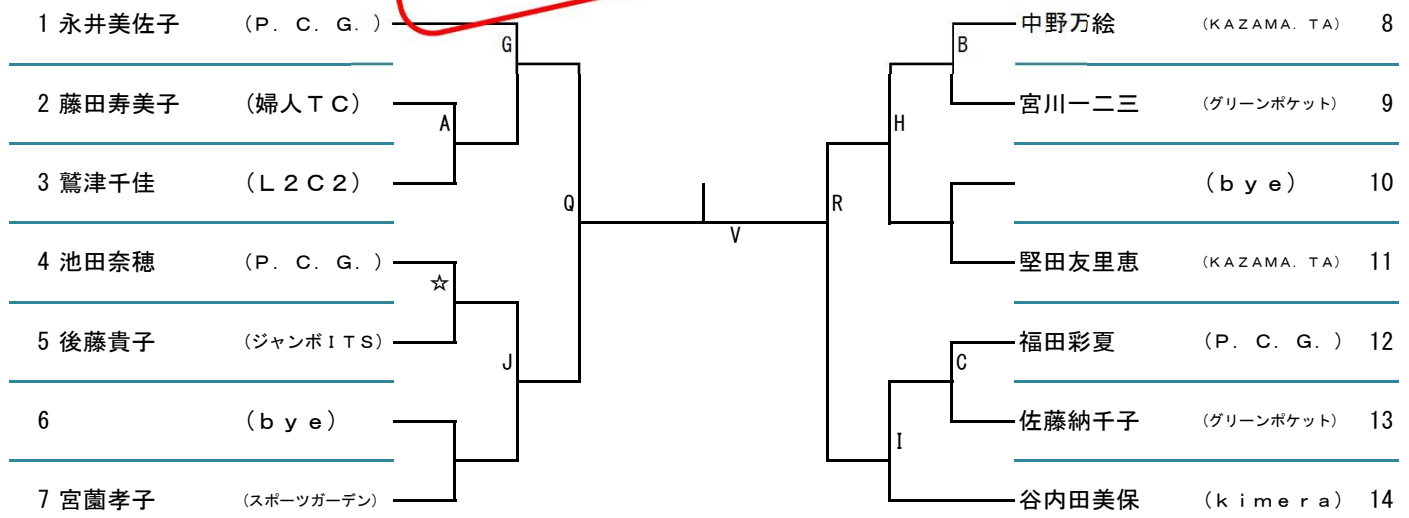 1 永井美佐子 (P. C. G. )
G
2 藤田寿美子 (婦人TC)
A
3 鷲津千佳 (L2C2)
Q
4 池田奈穂 (P. C. G. )
☆
5 後藤貴子 (ジャンボITS)
J
6 (bye)
7 宮薗孝子 (スポーツガーデン)
V
中野万絵 (KAZAMA. TA) 8
B
宮川一二三 (グリーンポケット) 9
H
(bye) 10
R
堅田友里恵 (KAZAMA. TA) 11
福田彩夏 (P. C. G. ) 12
C
佐藤納千子 (グリーンポケット) 13
I
谷内田美保 (kimera) 14